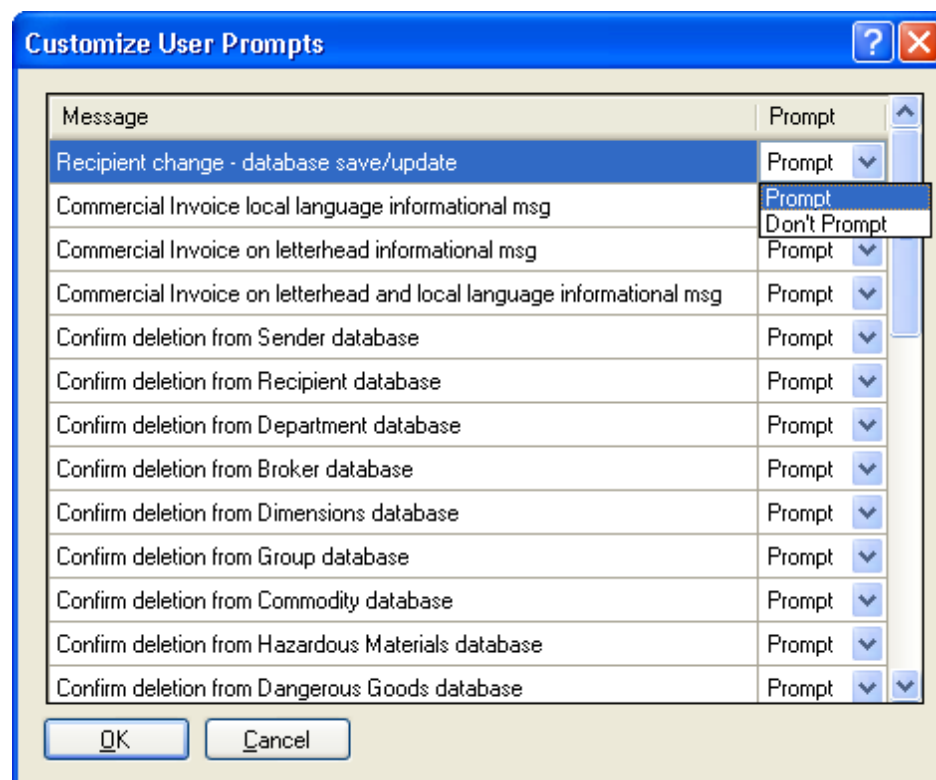 Customize User Prompts
Message Prompt
Recipient change - database save/update Prompt
Prompt
Commercial Invoice local language informational msg
Don't Prompt
Commercial Invoice on letterhead informational msg Prompt
Commercial Invoice on letterhead and local language informational msg Prompt
Confirm deletion from Sender database Prompt
Confirm deletion from Recipient database Prompt
Confirm deletion from Department database Prompt
Confirm deletion from Broker database Prompt
Confirm deletion from Dimensions database Prompt
Confirm deletion from Group database Prompt
Confirm deletion from Commodity database Prompt
Confirm deletion from Hazardous Materials database Prompt
Confirm deletion from Dangerous Goods database Prompt
OK Cancel